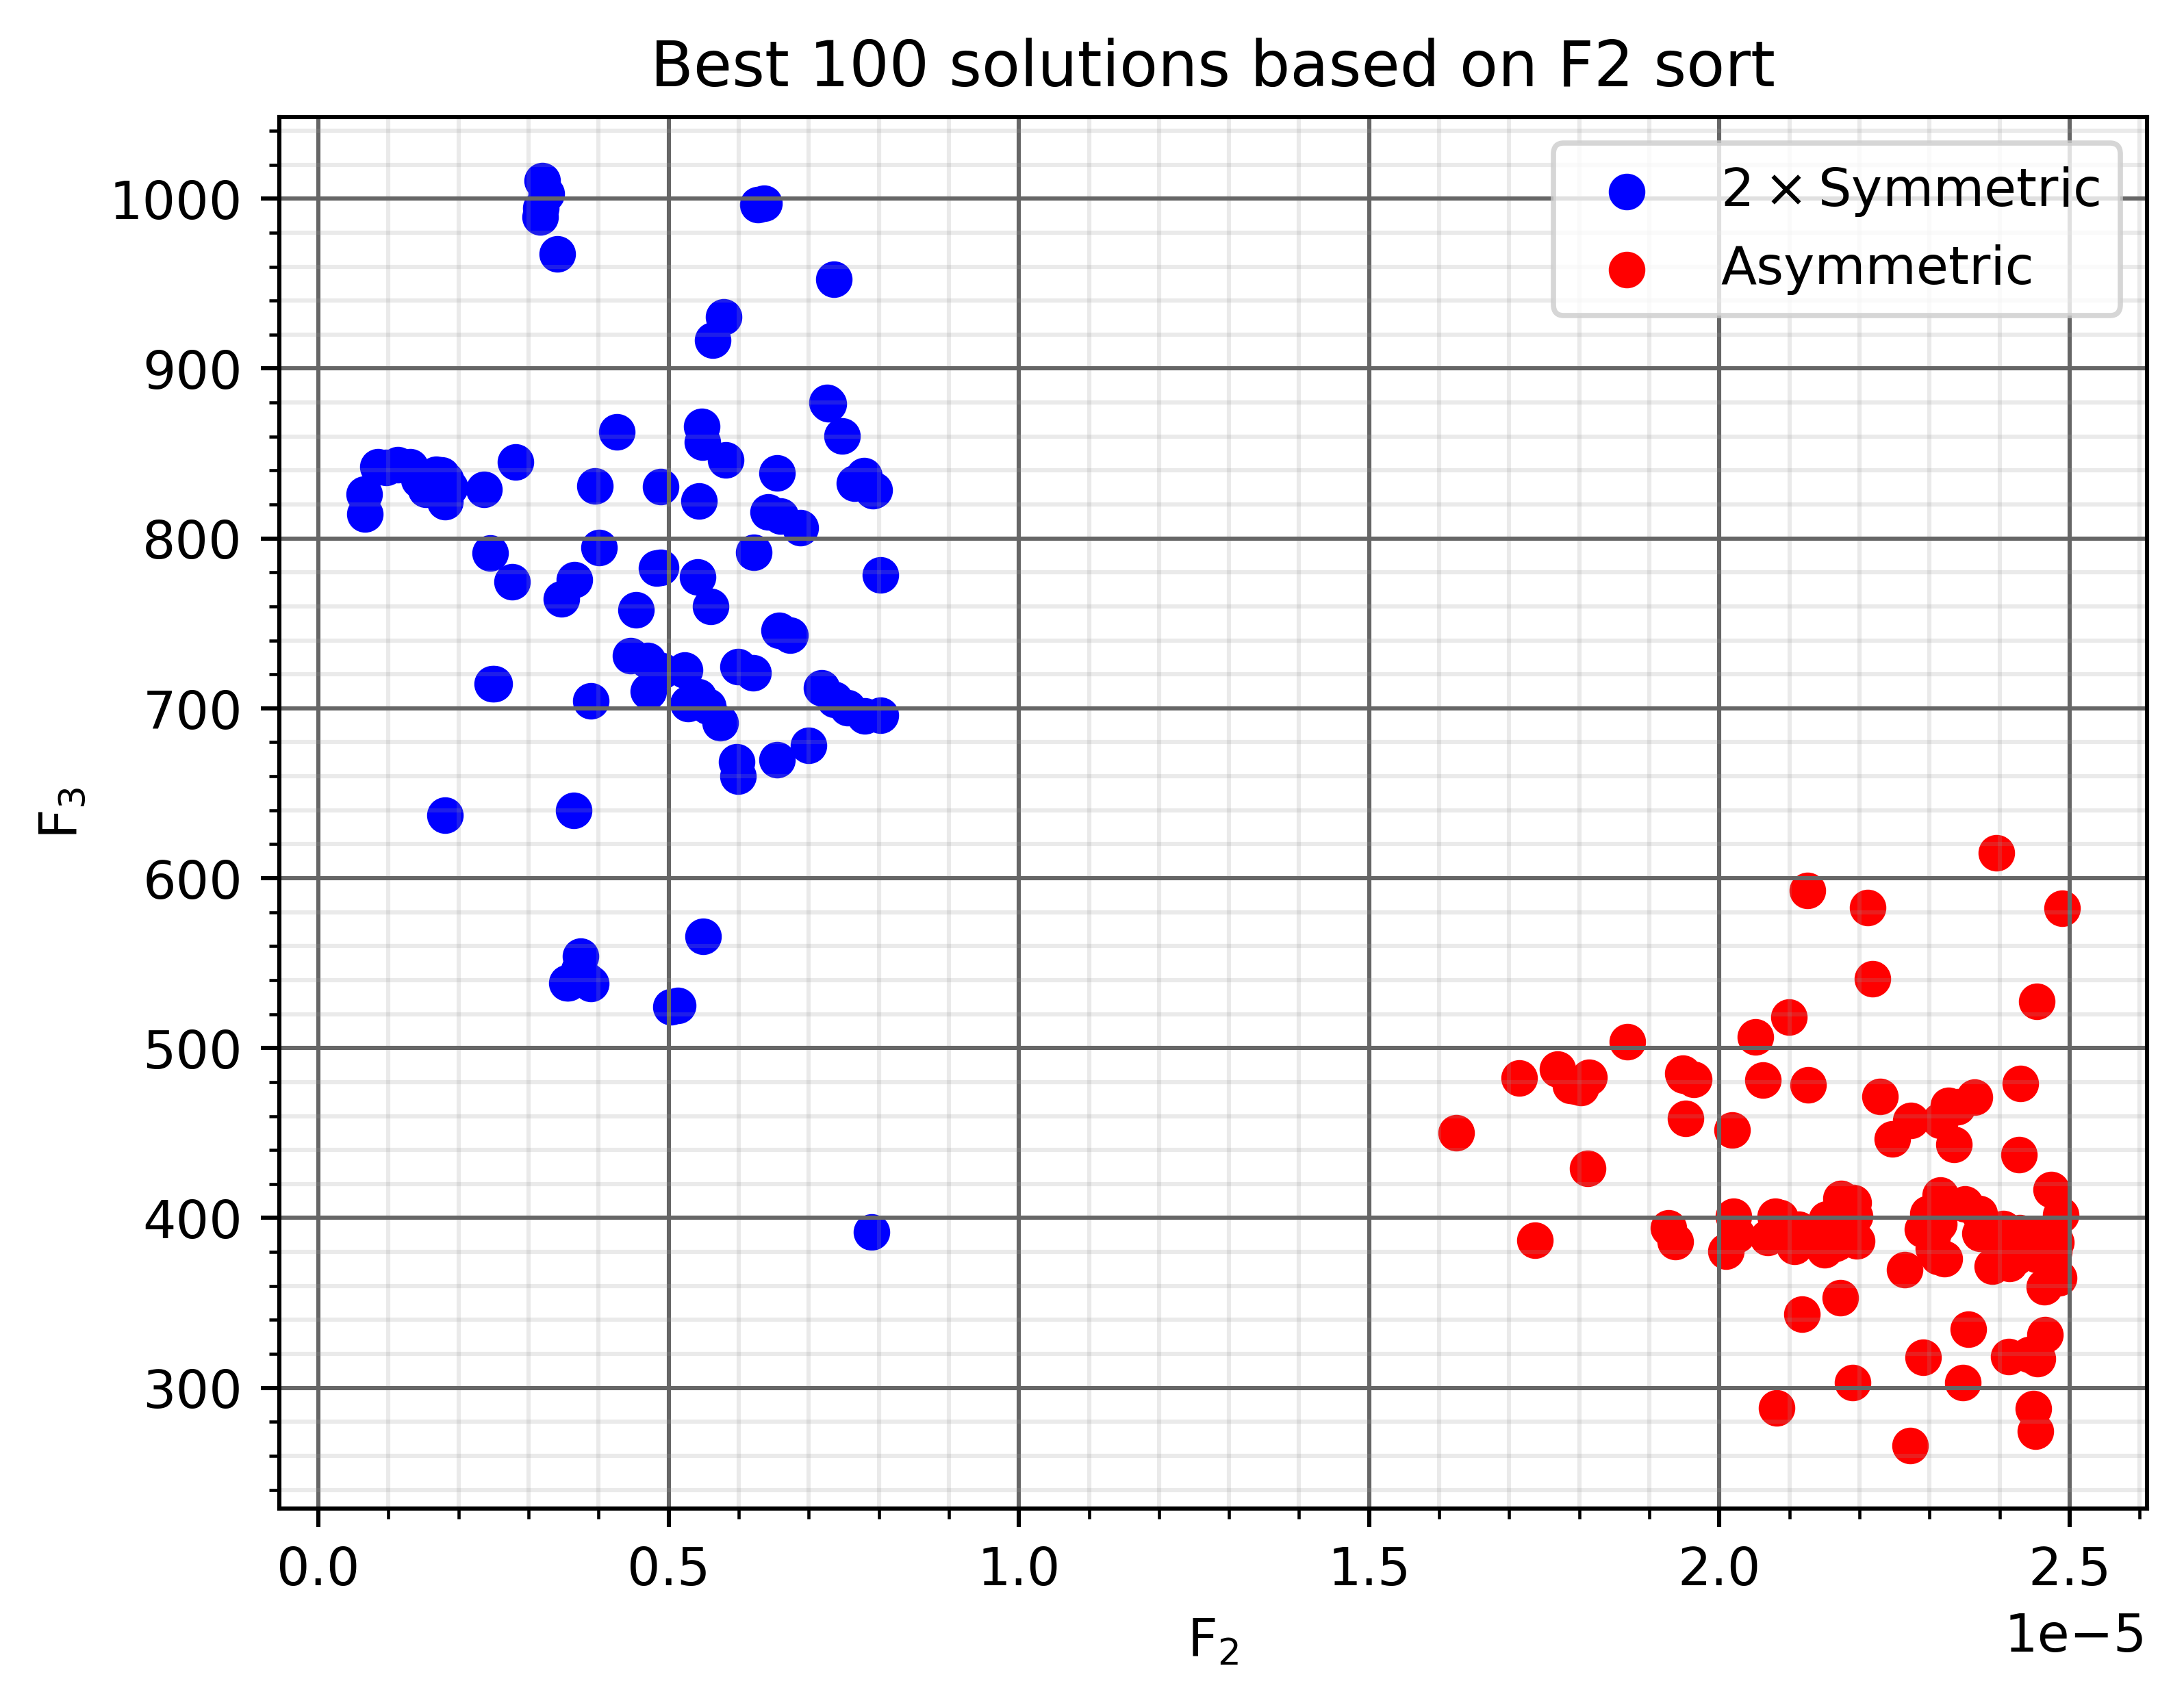 Best 100 solutions based on F2 sort
2 × Symmetric
Asymmetric
1000
900
800
700
600
500
400
300
F₃
0.0 0.5 1.0 1.5 2.0 2.5
1e−5
F₂